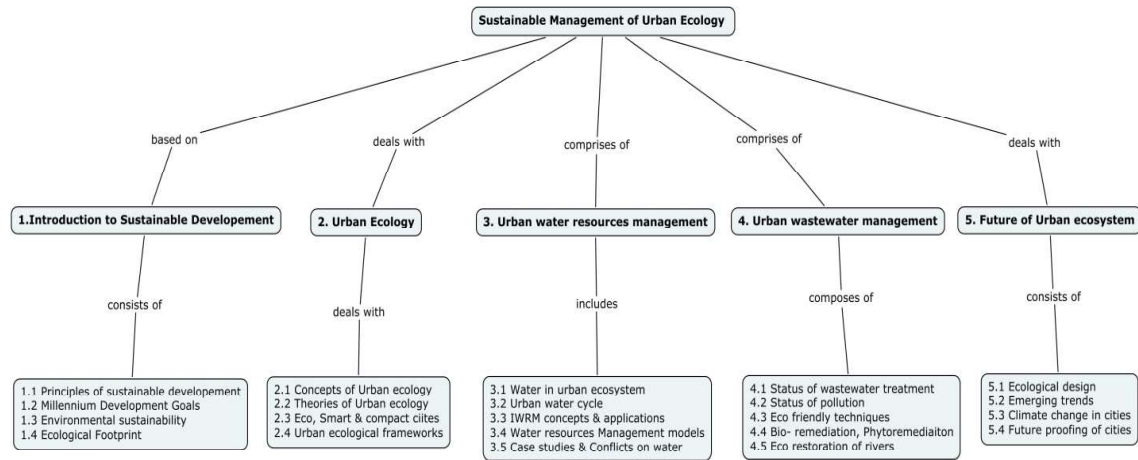 Sustainable Management of Urban Ecology
based on
deals with
comprises of
comprises of
deals with
1.Introduction to Sustainable Developement
2. Urban Ecology
3. Urban water resources management
4. Urban wastewater management
5. Future of Urban ecosystem
consists of
deals with
includes
composes of
consists of
1.1 Principles of sustainable developement
1.2 Millennium Development Goals
1.3 Environmental sustainability
1.4 Ecological Footprint
2.1 Concepts of Urban ecology
2.2 Theories of Urban ecology
2.3 Eco, Smart & compact ciites
2.4 Urban ecological frameworks
3.1 Water in urban ecosystem
3.2 Urban water cycle
3.3 IWRM concepts & applications
3.4 Water resources Management models
3.5 Case studies & Conflicts on water
4.1 Status of wastewater treatment
4.2 Status of pollution
4.3 Eco friendly techniques
4.4 Bio- remediation, Phytoremediaiton
4.5 Eco restoration of rivers
5.1 Ecological design
5.2 Emerging trends
5.3 Climate change in cities
5.4 Future proofing of cities